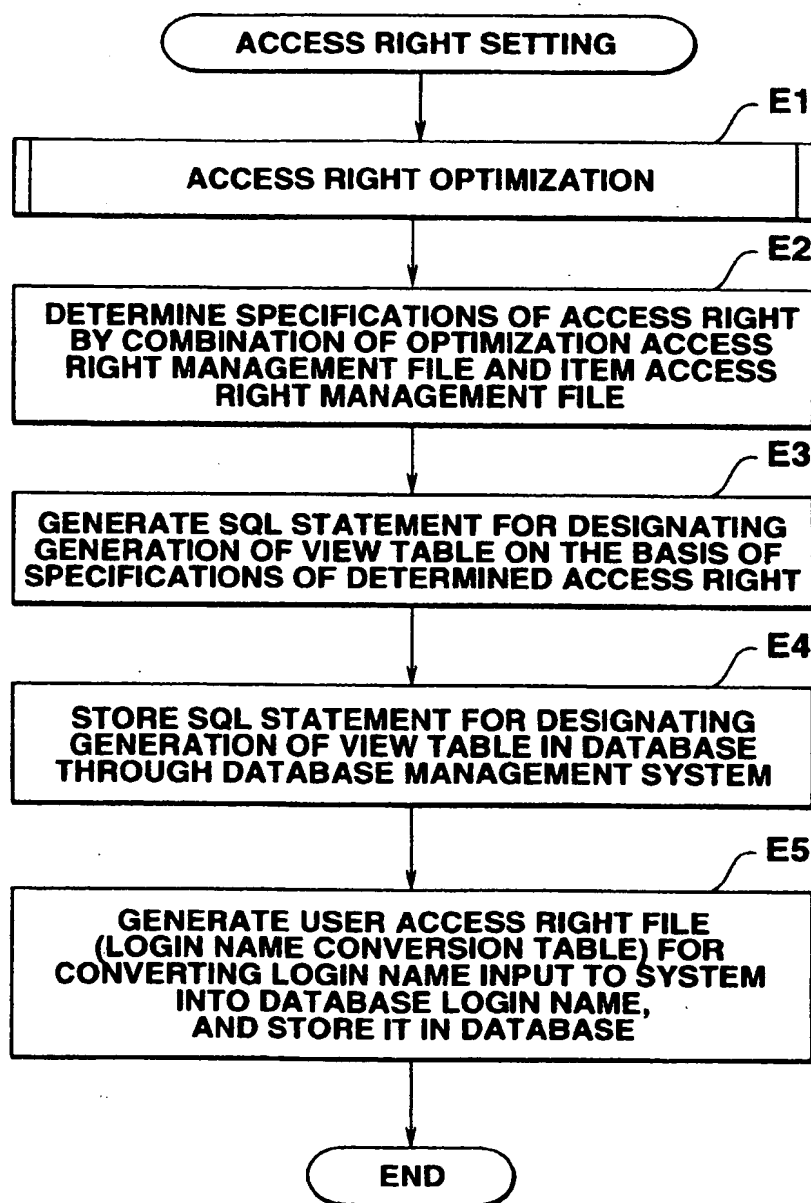 ACCESS RIGHT SETTING
E1
ACCESS RIGHT OPTIMIZATION
E2
DETERMINE SPECIFICATIONS OF ACCESS RIGHT
BY COMBINATION OF OPTIMIZATION ACCESS
RIGHT MANAGEMENT FILE AND ITEM ACCESS
RIGHT MANAGEMENT FILE
E3
GENERATE SQL STATEMENT FOR DESIGNATING
GENERATION OF VIEW TABLE ON THE BASIS OF
SPECIFICATIONS OF DETERMINED ACCESS RIGHT
E4
STORE SQL STATEMENT FOR DESIGNATING
GENERATION OF VIEW TABLE IN DATABASE
THROUGH DATABASE MANAGEMENT SYSTEM
E5
GENERATE USER ACCESS RIGHT FILE
(LOGIN NAME CONVERSION TABLE) FOR
CONVERTING LOGIN NAME INPUT TO SYSTEM
INTO DATABASE LOGIN NAME,
AND STORE IT IN DATABASE
END